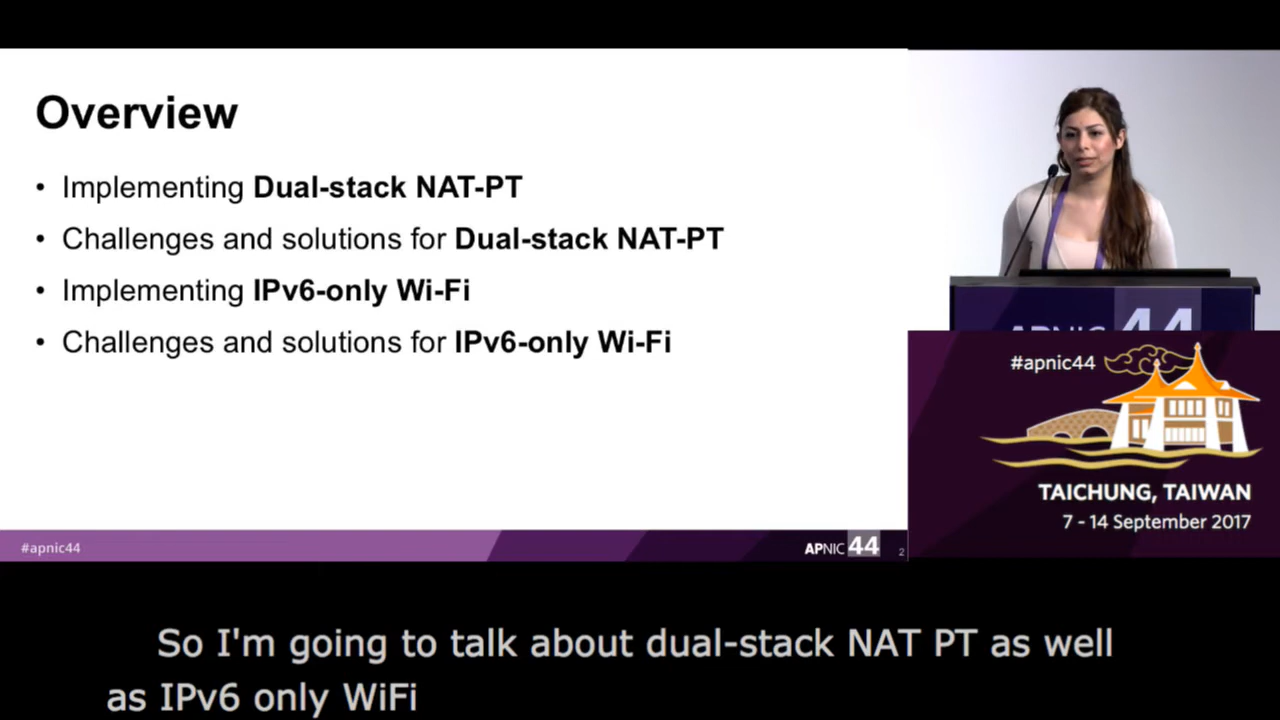 Overview
• Implementing Dual-stack NAT-PT
• Challenges and solutions for Dual-stack NAT-PT
• Implementing IPv6-only Wi-Fi
• Challenges and solutions for IPv6-only Wi-Fi
#apnic44
APNIC 44
2
APNIC 44
#apnic44
TAICHUNG, TAIWAN
7 - 14 September 2017
So I'm going to talk about dual-stack NAT PT as well
as IPv6 only WiFi